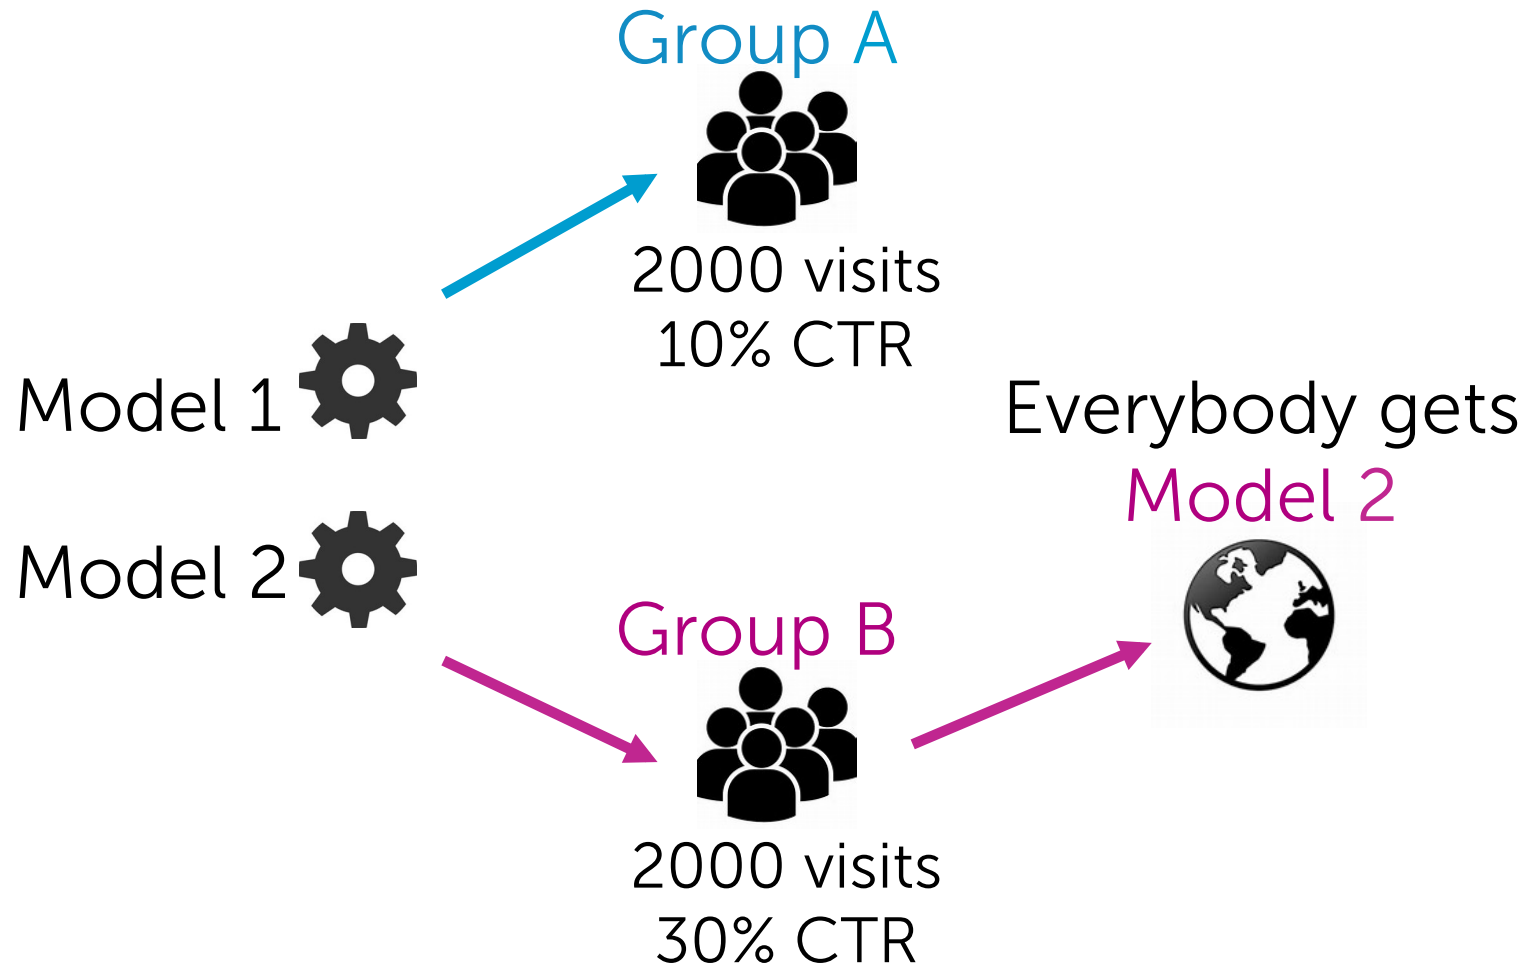 Group A
2000 visits
10% CTR
Model 1
Model 2
Group B
2000 visits
30% CTR
Everybody gets
Model 2